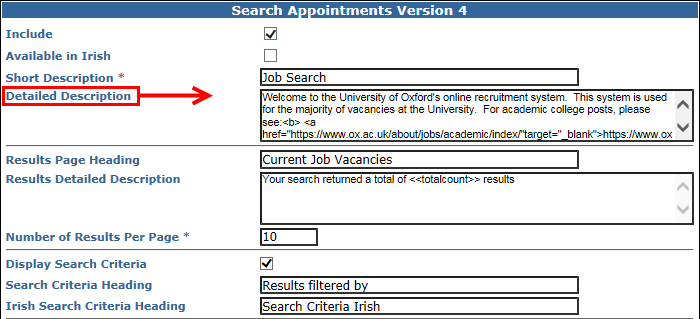 Search Appointments Version 4
Include
Available in Irish
Short Description * Job Search
Detailed Description Welcome to the University of Oxford's online recruitment system.  This system is used
for the majority of vacancies at the University.  For academic college posts, please
see:<b> <a
href="https://www.ox.ac.uk/about/jobs/academic/index/"target="_blank">https://www.ox
Results Page Heading Current Job Vacancies
Results Detailed Description Your search returned a total of <<totalcount>> results
Number of Results Per Page * 10
Display Search Criteria
Search Criteria Heading Results filtered by
Irish Search Criteria Heading Search Criteria Irish